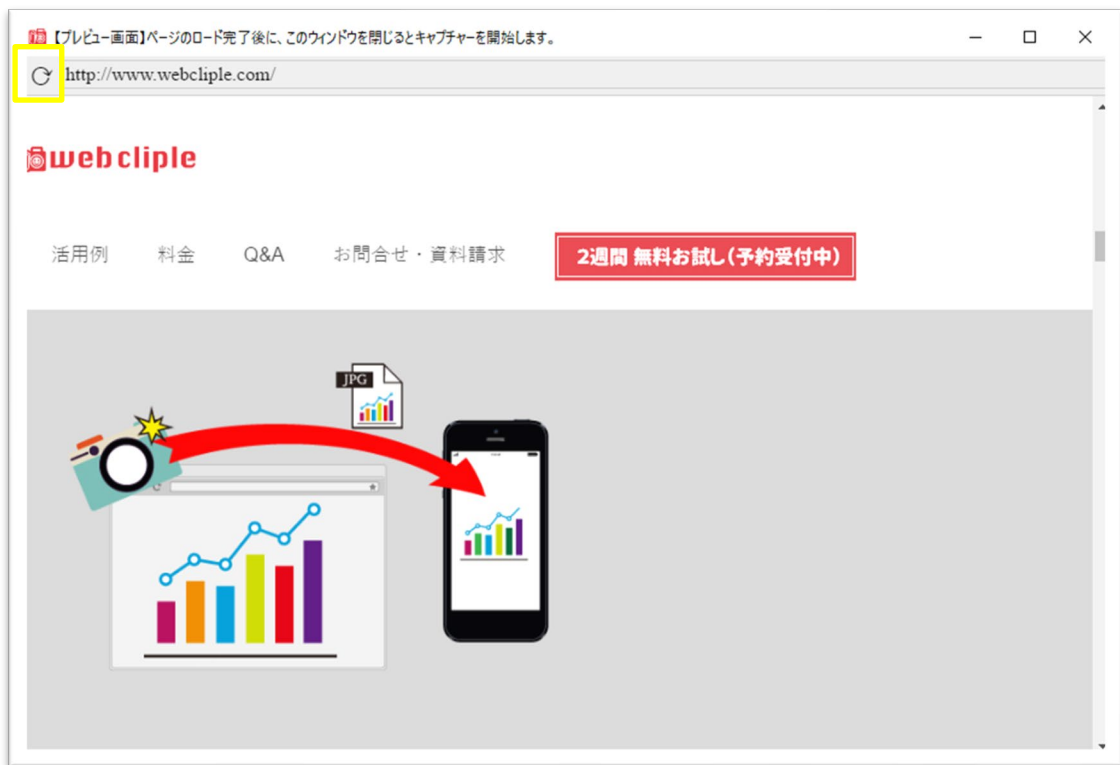 【プレビュー画面】ページのロード完了後に、このウィンドウを閉じるとキャプチャーを開始します。
http://www.webcliple.com/
web cliple
活用例 料金 Q&A お問合せ・資料請求 2週間 無料お試し(予約受付中)
JPG